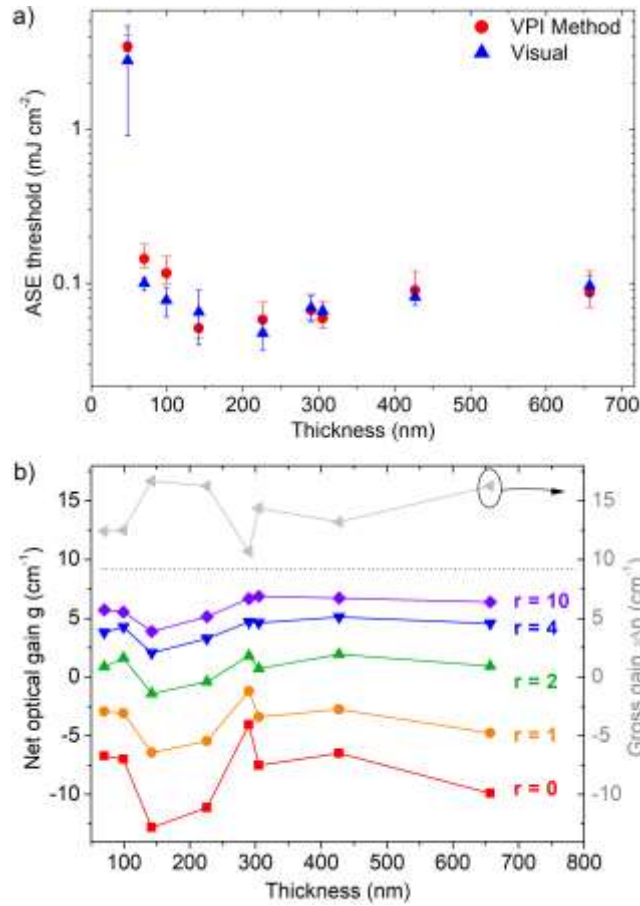 a)
VPI Method
Visual
ASE threshold (mJ cm-2)
1
0.1
0 100 200 300 400 500 600 700
Thickness (nm)
b)
Net optical gain g (cm-1)
15
10
5
0
-5
-10
r = 10
r = 4
r = 2
r = 1
r = 0
15
10
5
0
-5
-10
100 200 300 400 500 600 700 800
Thickness (nm)